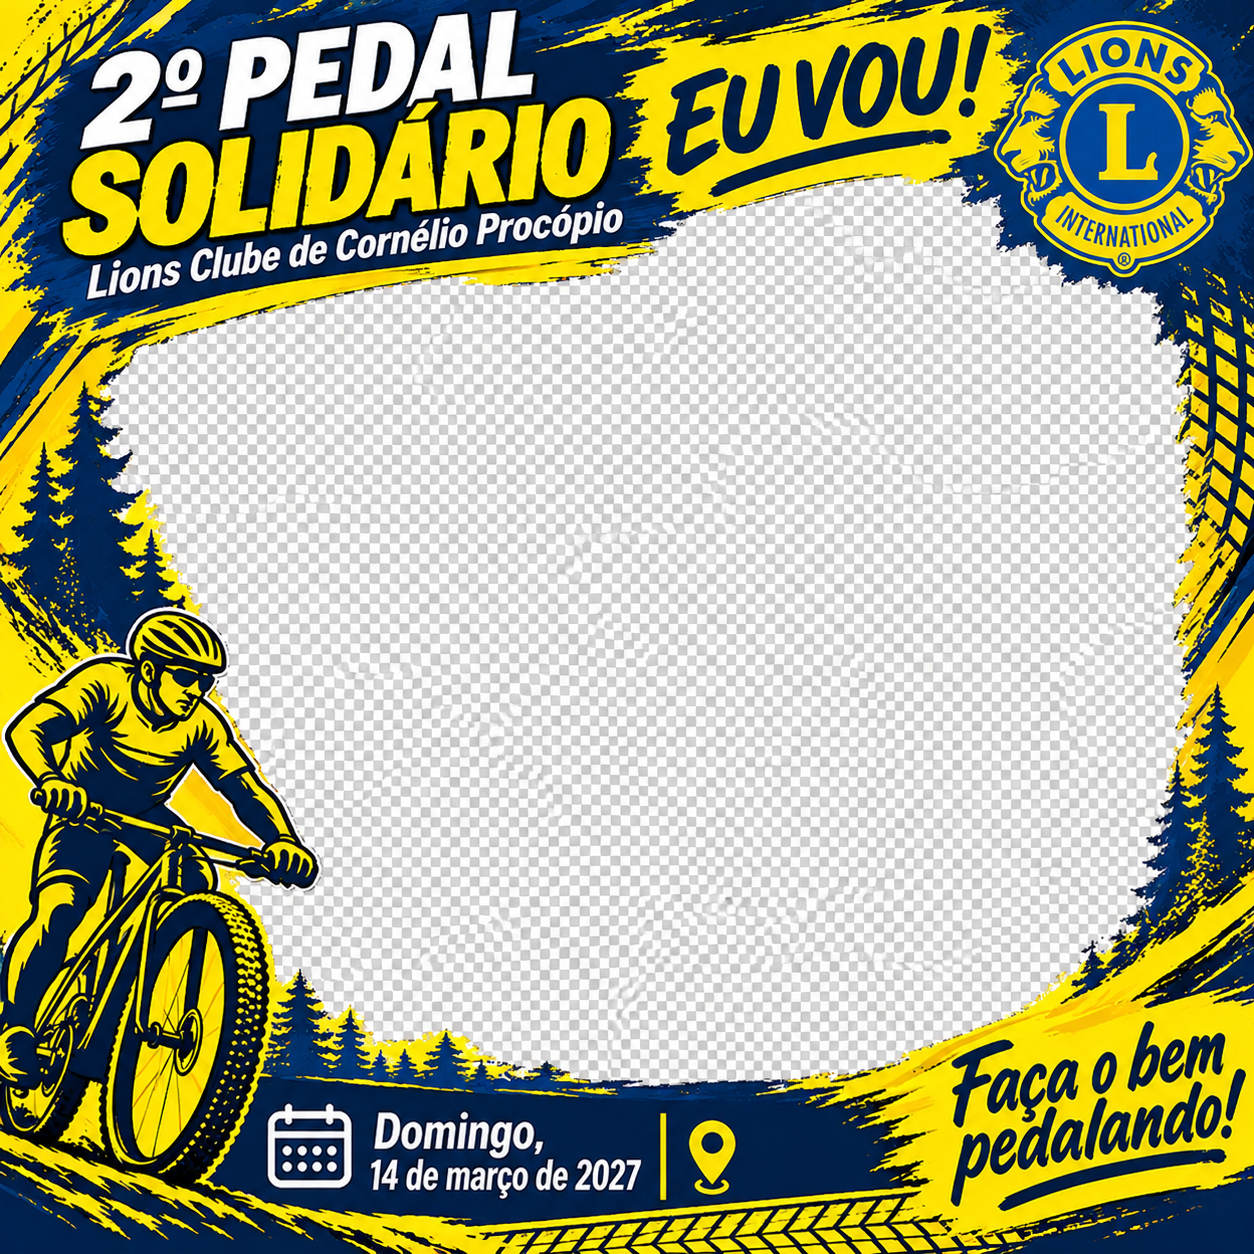 2º PEDAL
SOLIDÁRIO
Lions Clube de Cornélio Procópio
EU VOU!
LIONS
L
INTERNATIONAL
®
Domingo,
14 de março de 2027
Faça o bem
pedalando!